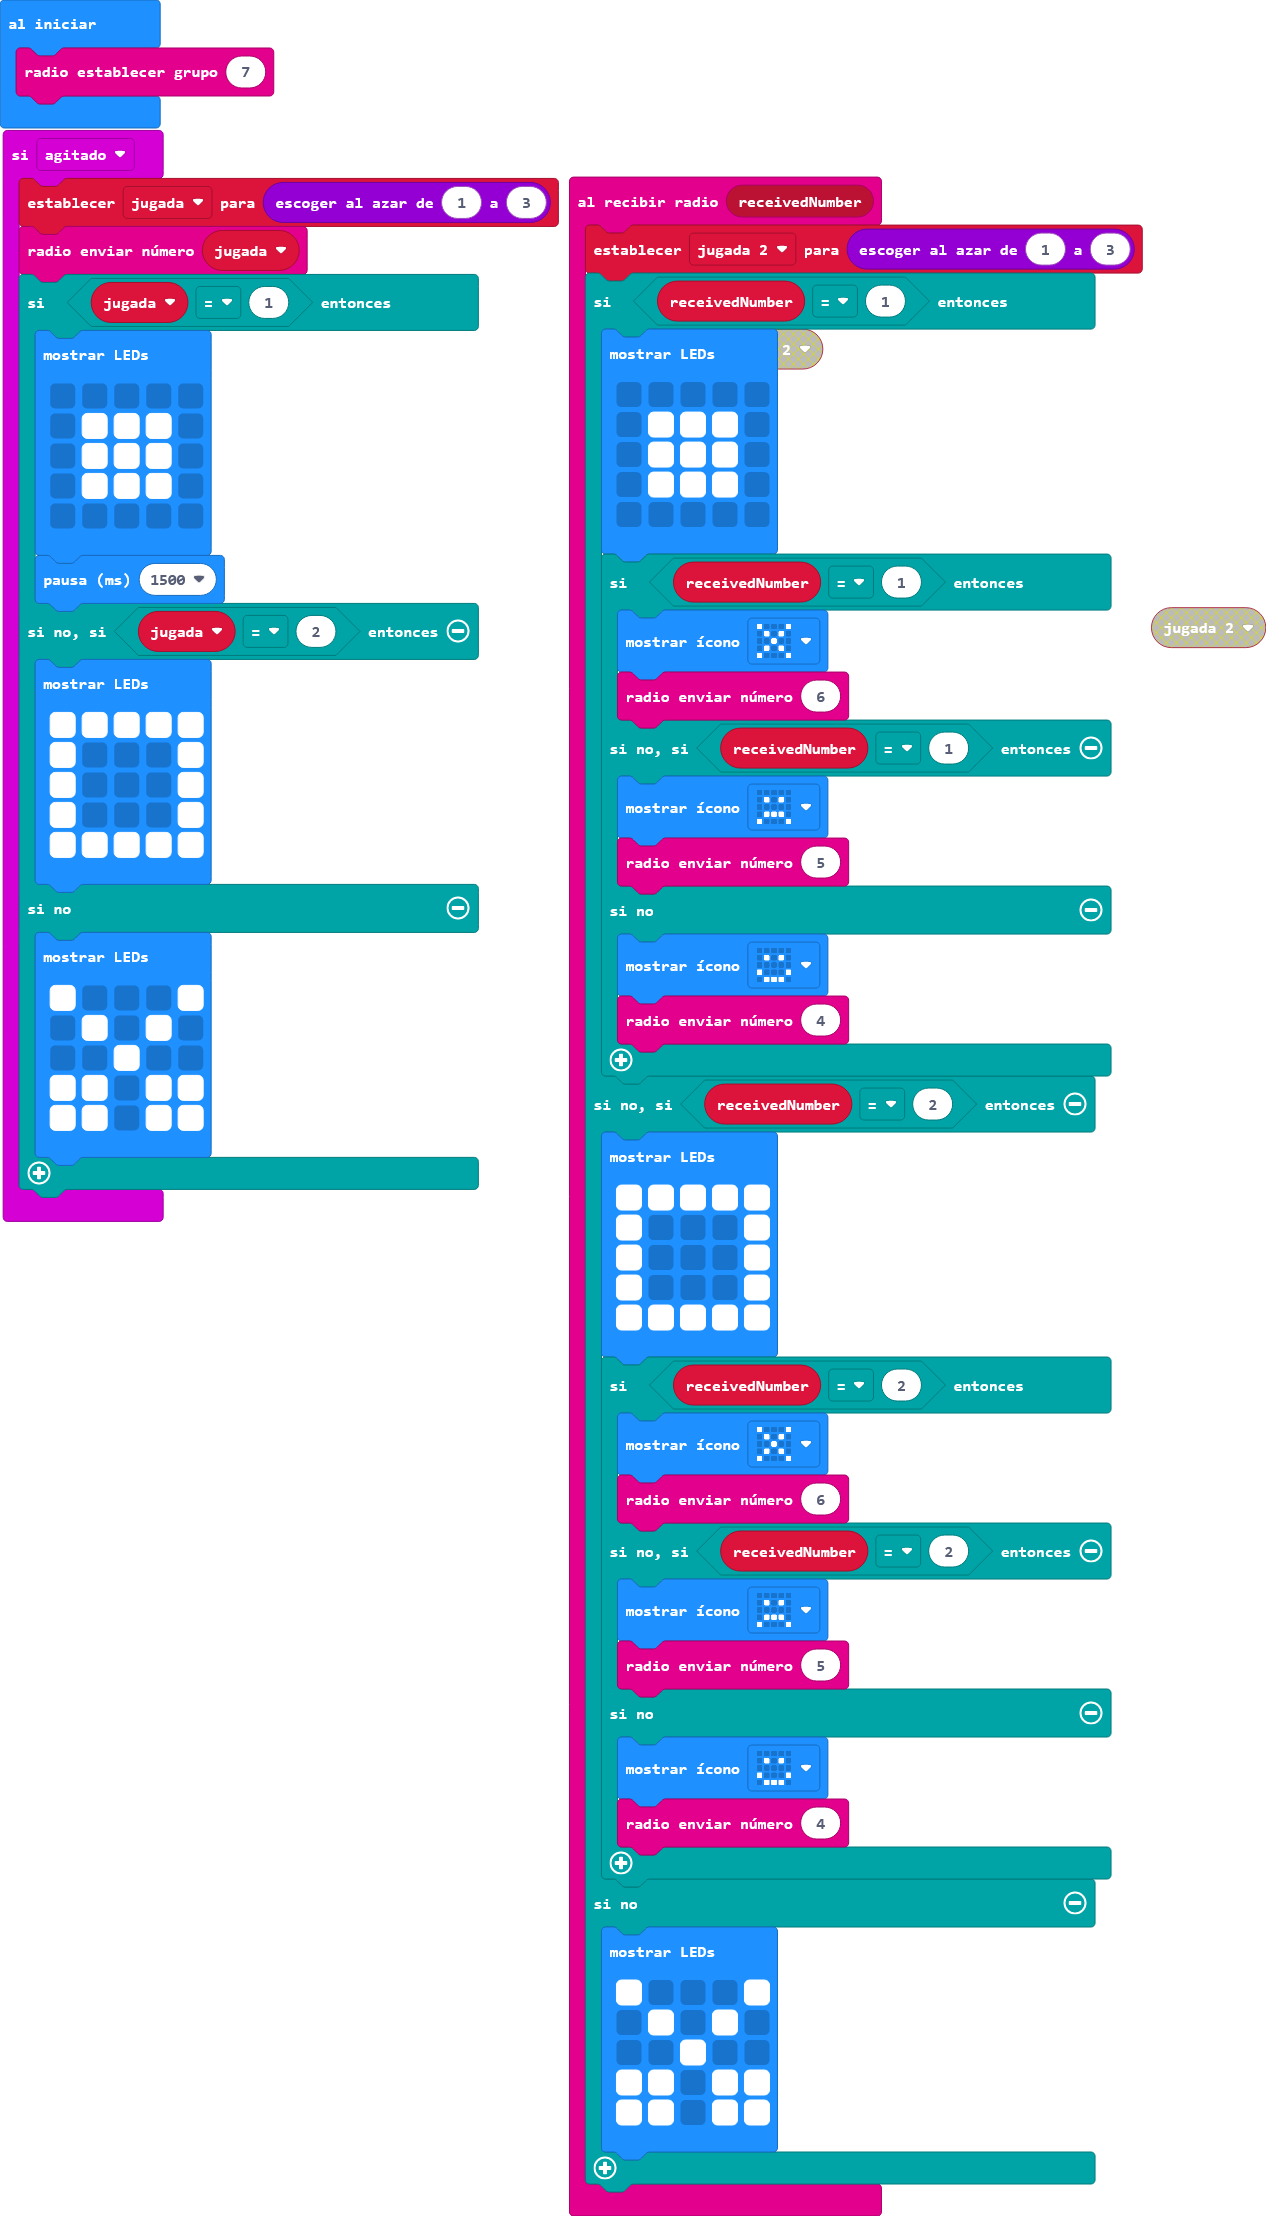 al iniciar
radio establecer grupo 7
si agitado
establecer jugada para escoger al azar de 1 a 3
radio enviar número jugada
si jugada = 1 entonces
mostrar LEDs
pausa (ms) 1500
si no, si jugada = 2 entonces
mostrar LEDs
si no
mostrar LEDs
al recibir radio receivedNumber
establecer jugada 2 para escoger al azar de 1 a 3
si receivedNumber = 1 entonces
mostrar LEDs
2
si receivedNumber = 1 entonces
mostrar ícono
radio enviar número 6
si no, si receivedNumber = 1 entonces
mostrar ícono
radio enviar número 5
si no
mostrar ícono
radio enviar número 4
si no, si receivedNumber = 2 entonces
mostrar LEDs
si receivedNumber = 2 entonces
mostrar ícono
radio enviar número 6
si no, si receivedNumber = 2 entonces
mostrar ícono
radio enviar número 5
si no
mostrar ícono
radio enviar número 4
si no
mostrar LEDs
jugada 2